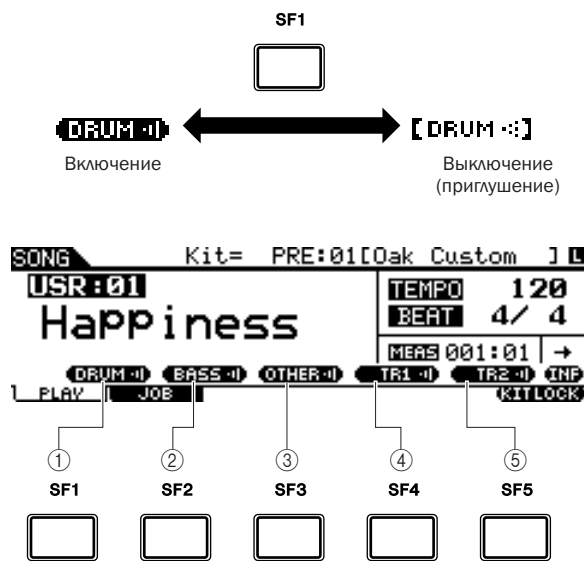 SF1
DRUM [DRUM]
Включение Выключение
(приглушение)
SONG Kit= PRE:01[Oak Custom ] L
USR:01 TEMPO 120
Happiness BEAT 4/ 4
MEAS 001:01 →
DRUM BASS OTHER TR1 TR2 INP
PLAY JOB KITLOCK
① ② ③ ④ ⑤
SF1 SF2 SF3 SF4 SF5